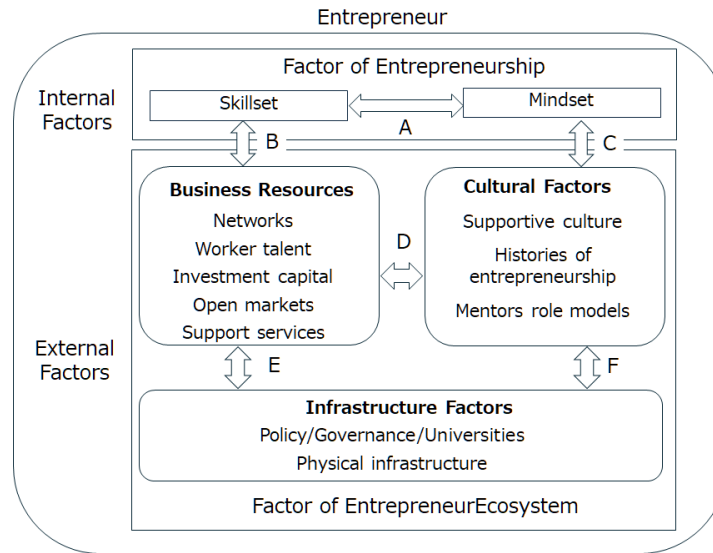 Entrepreneur
Factor of Entrepreneurship
Internal
Factors
Skillset
Mindset
A
B
C
Business Resources
Networks
Worker talent
Investment capital
Open markets
Support services
D
Cultural Factors
Supportive culture
Histories of
entrepreneurship
Mentors role models
External
Factors
E
F
Infrastructure Factors
Policy/Governance/Universities
Physical infrastructure
Factor of EntrepreneurEcosystem